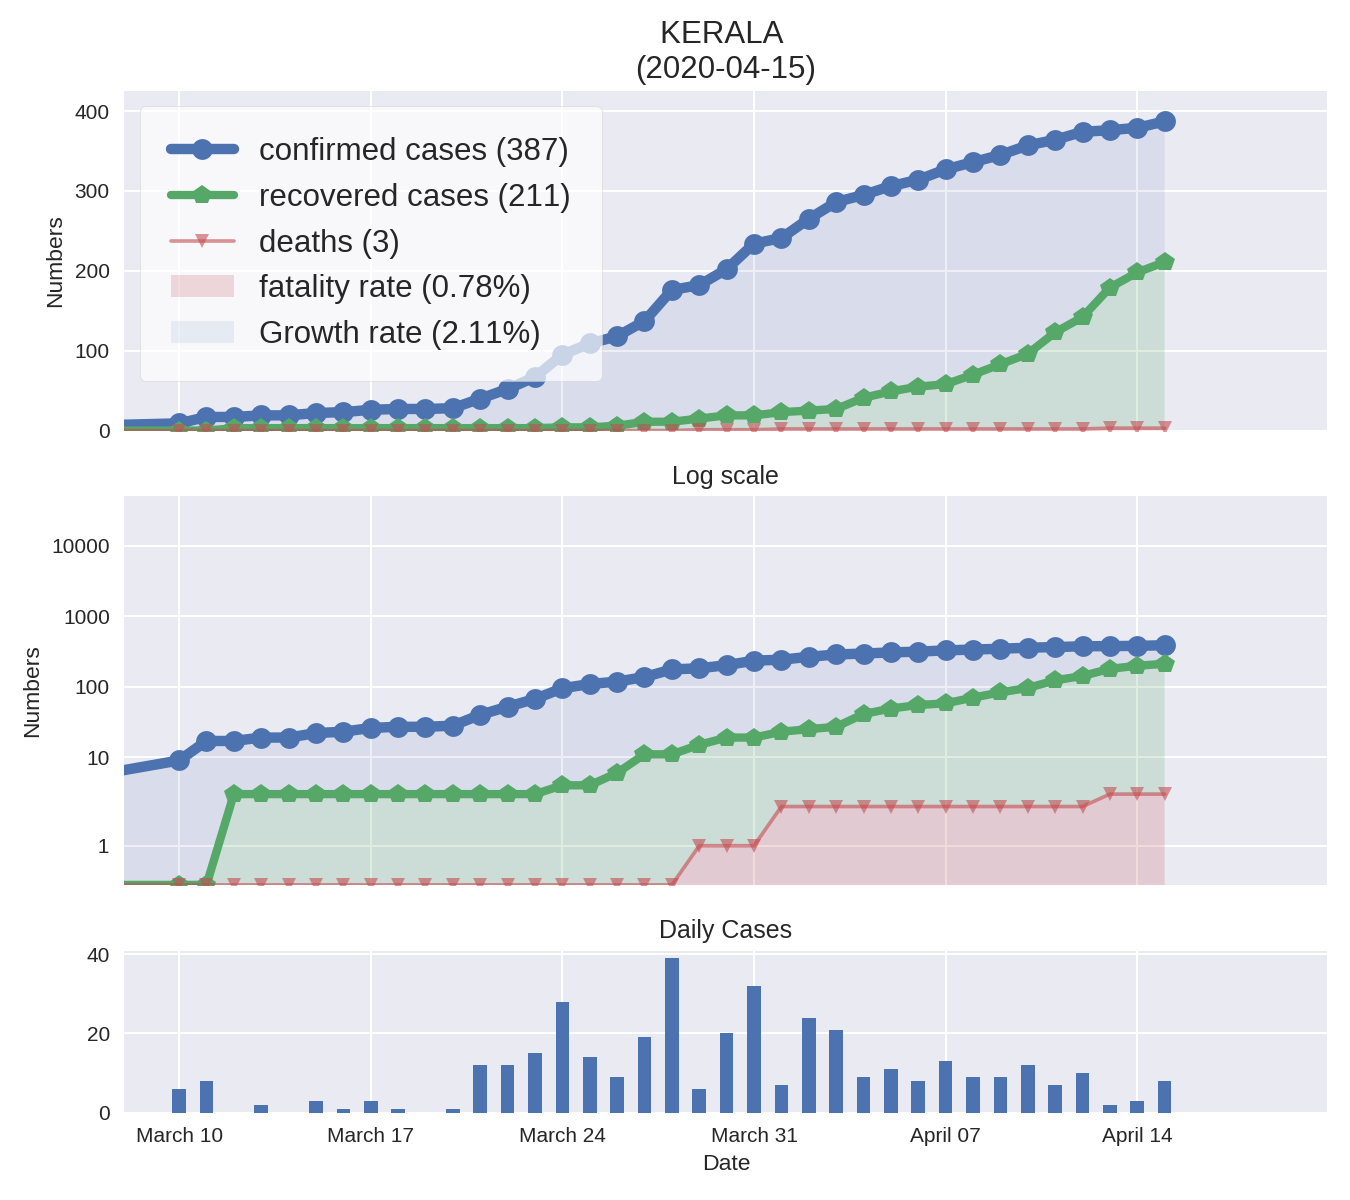 KERALA
(2020-04-15)
400
300
200
100
0
Numbers
confirmed cases (387)
recovered cases (211)
deaths (3)
fatality rate (0.78%)
Growth rate (2.11%)
Log scale
10000
1000
100
10
1
Numbers
Daily Cases
40
20
0
March 10
March 17
March 24
March 31
April 07
April 14
Date